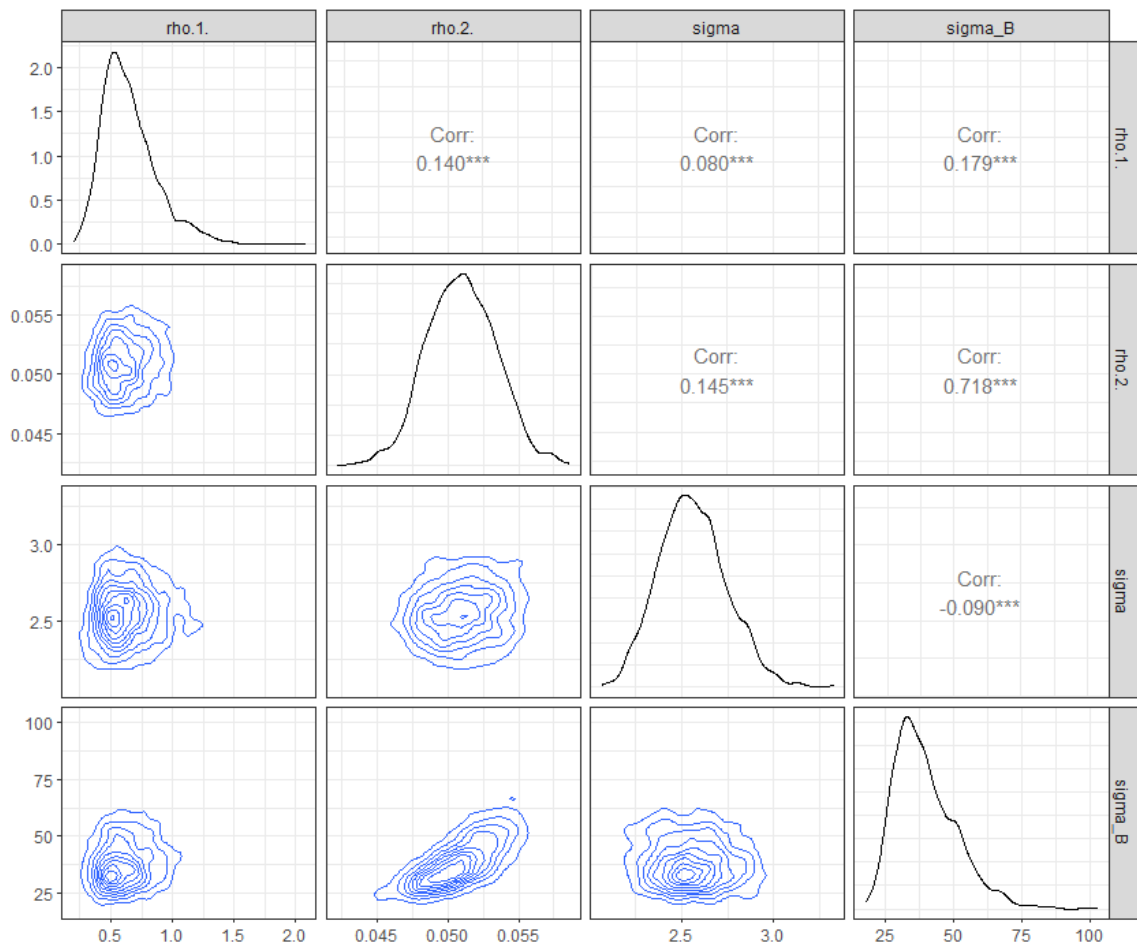 rho.1.
rho.2.
sigma
sigma_B
2.0
1.5
1.0
0.5
0.0
Corr:
0.140***
Corr:
0.080***
Corr:
0.179***
rho.1.
0.055
0.050
0.045
Corr:
0.145***
Corr:
0.718***
rho.2.
3.0
2.5
Corr:
-0.090***
sigma
100
75
50
25
sigma_B
0.5
1.0
1.5
2.0
0.045
0.050
0.055
2.5
3.0
25
50
75
100